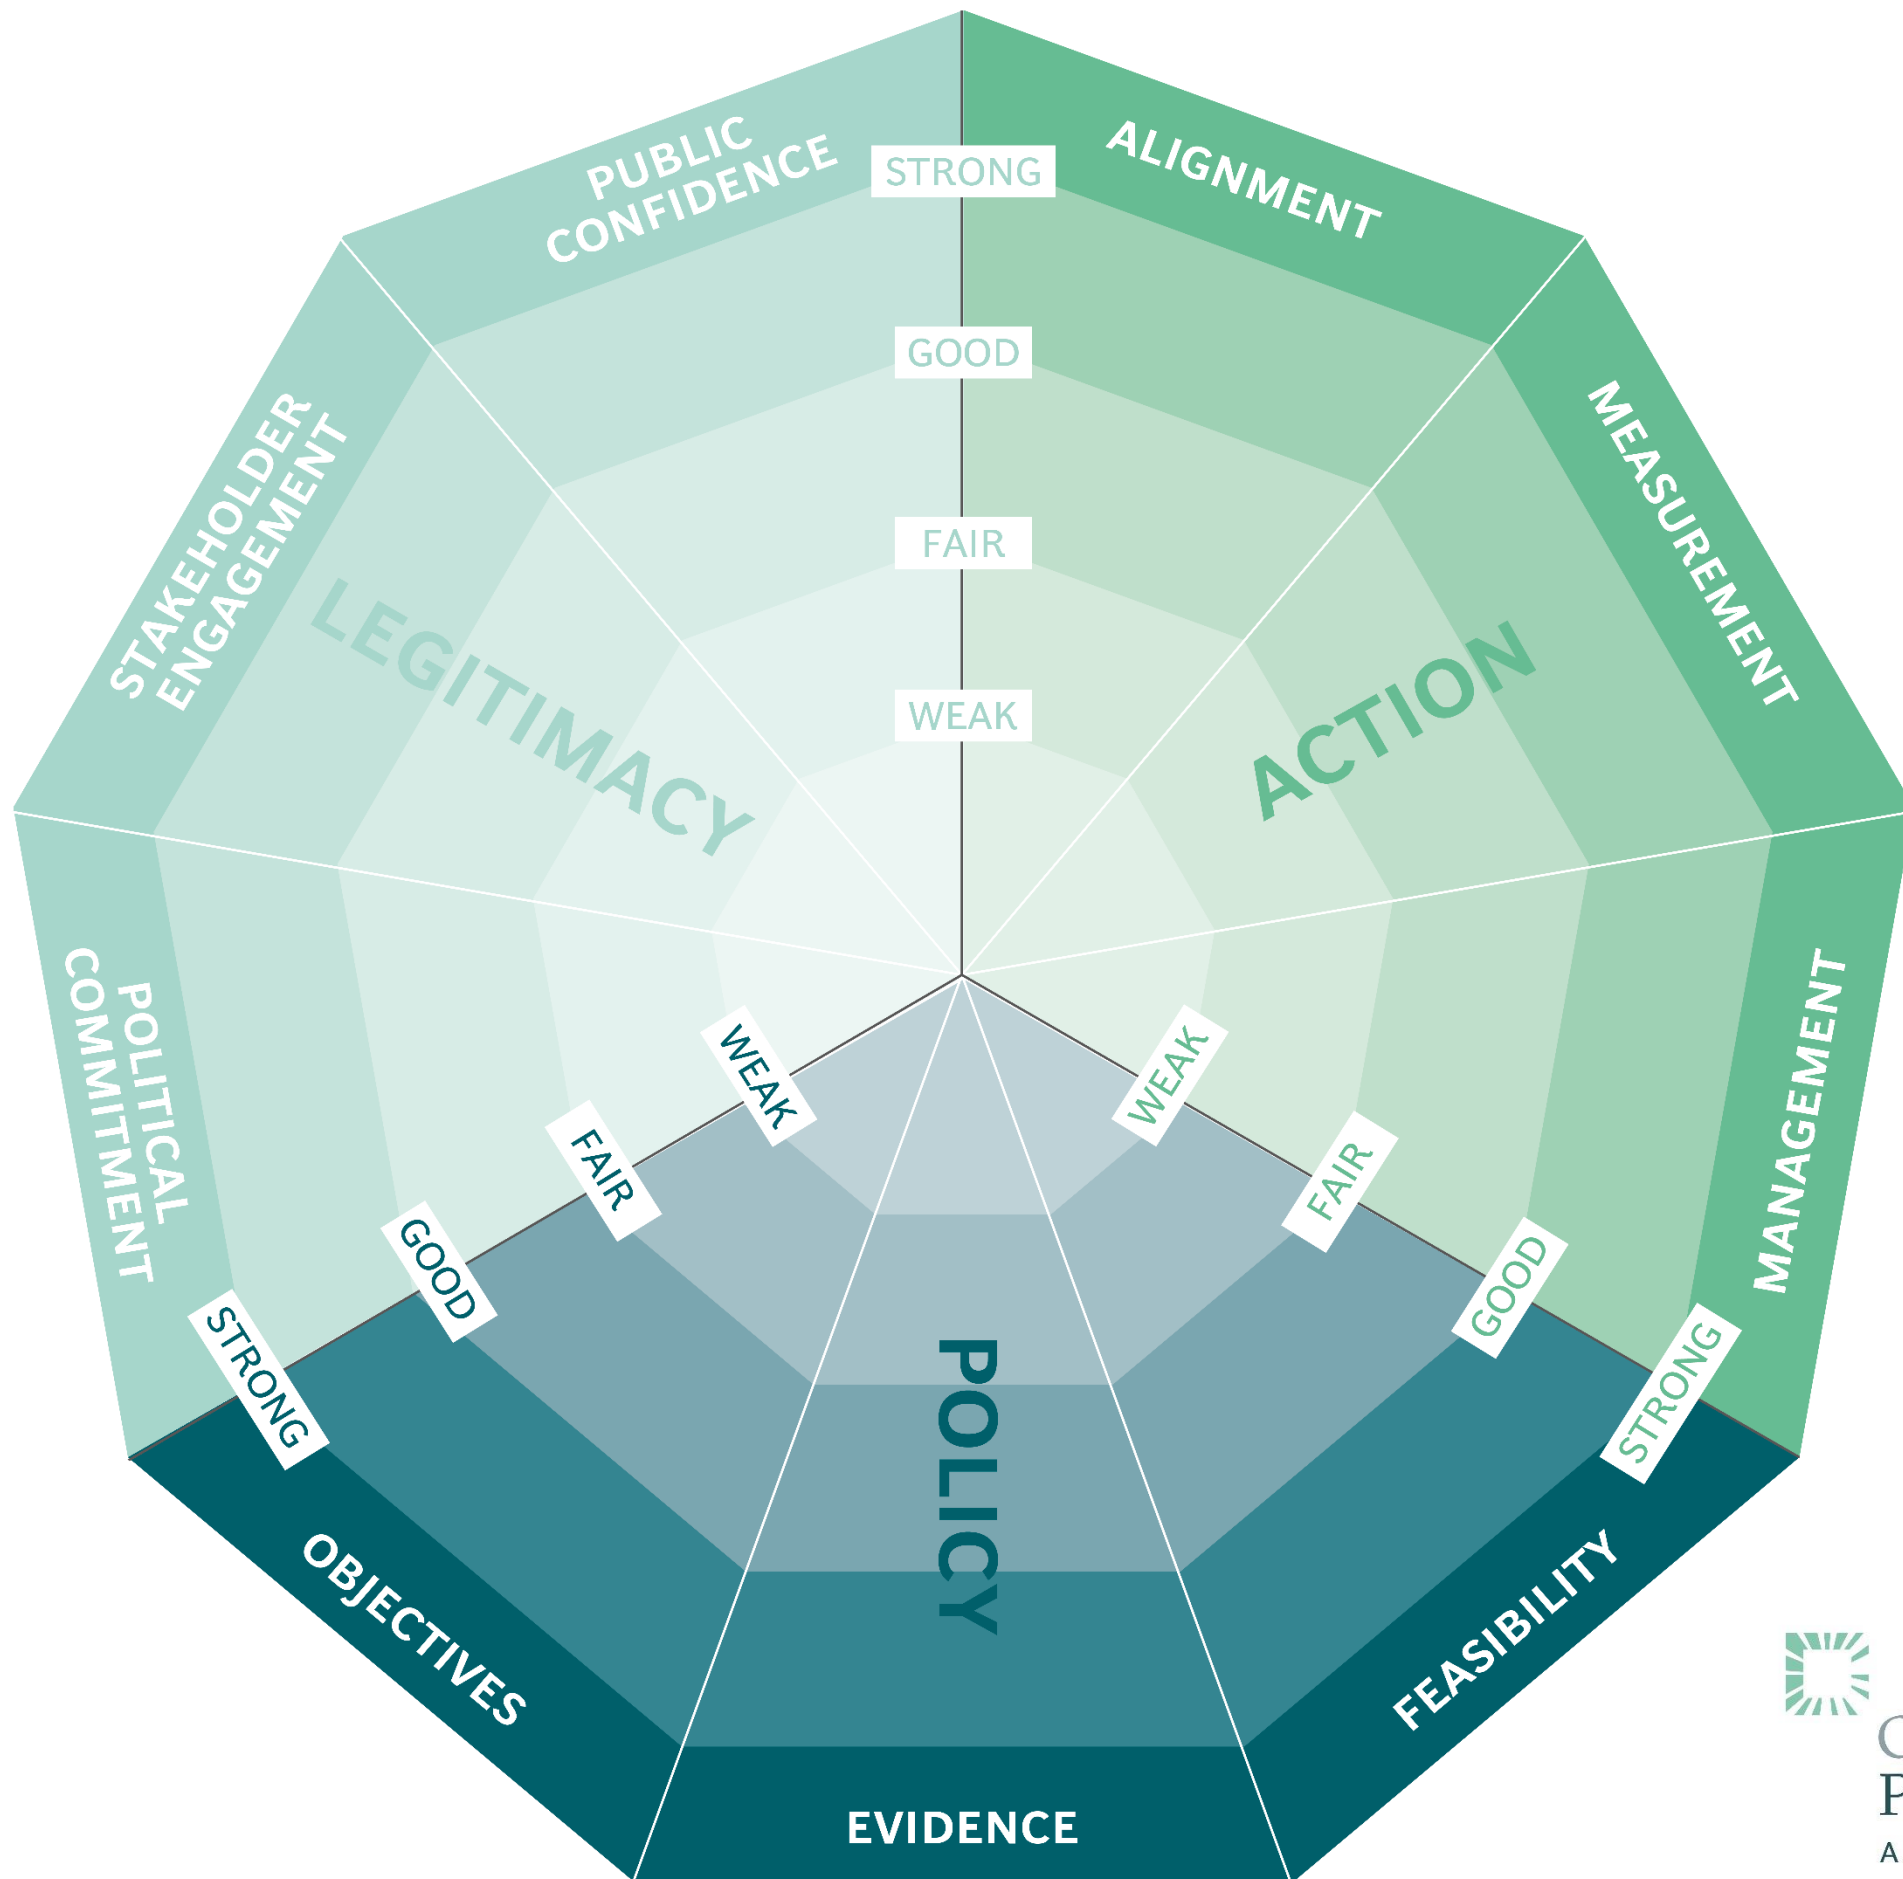 PUBLIC
CONFIDENCE
STRONG
ALIGNMENT
GOOD
MEASUREMENT
STAKEHOLDER
ENGAGEMENT
FAIR
LEGITIMACY
ACTION
WEAK
POLITICAL
COMMITMENT
MANAGEMENT
WEAK
FAIR
GOOD
STRONG
WEAK
FAIR
GOOD
STRONG
POLICY
OBJECTIVES
FEASIBILITY
EVIDENCE